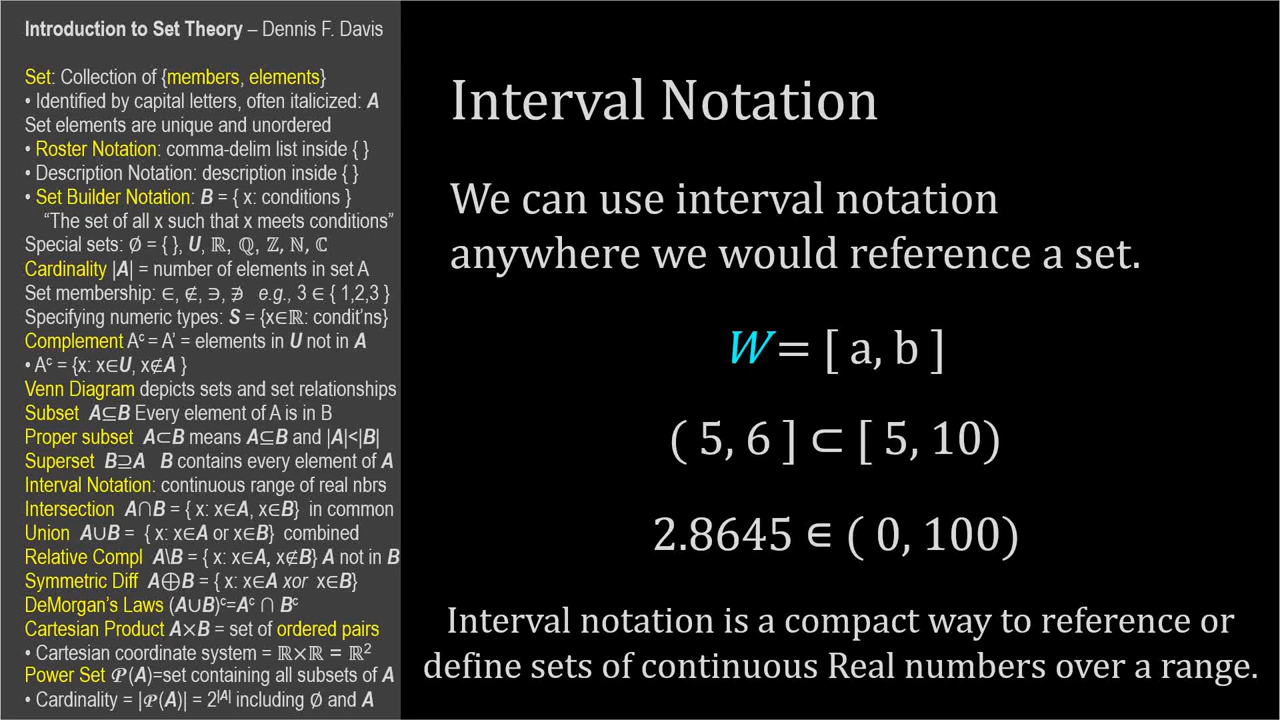 Introduction to Set Theory – Dennis F. Davis
Set: Collection of {members, elements}
• Identified by capital letters, often italicized: A
Set elements are unique and unordered
• Roster Notation: comma-delim list inside { }
• Description Notation: description inside { }
• Set Builder Notation: B = { x: conditions }
“The set of all x such that x meets conditions”
Special sets: ∅ = { }, U, ℝ, ℚ, ℤ, ℕ, ℂ
Cardinality |A| = number of elements in set A
Set membership: ∈, ∉, ∋, ∌ e.g., 3 ∈ { 1,2,3 }
Specifying numeric types: S = {x∈ℝ: condit’ns}
Complement Aᶜ = A’ = elements in U not in A
• Aᶜ = {x: x∈U, x∉A }
Venn Diagram depicts sets and set relationships
Subset A⊆B Every element of A is in B
Proper subset A⊂B means A⊆B and |A|<|B|
Superset B⊇A B contains every element of A
Interval Notation: continuous range of real nbrs
Intersection A∩B = { x: x∈A, x∈B} in common
Union A∪B = { x: x∈A or x∈B} combined
Relative Compl A\B = { x: x∈A, x∉B} A not in B
Symmetric Diff A⨁B = { x: x∈A xor x∈B}
DeMorgan’s Laws (A∪B)ᶜ=Aᶜ ∩ Bᶜ
Cartesian Product A×B = set of ordered pairs
• Cartesian coordinate system = ℝ×ℝ = ℝ²
Power Set 𝒫(A)=set containing all subsets of A
• Cardinality = |𝒫(A)| = 2^|A| including ∅ and A
Interval Notation
We can use interval notation
anywhere we would reference a set.
W = [ a, b ]
( 5, 6 ] ⊂ [ 5, 10)
2.8645 ∈ ( 0, 100)
Interval notation is a compact way to reference or
define sets of continuous Real numbers over a range.